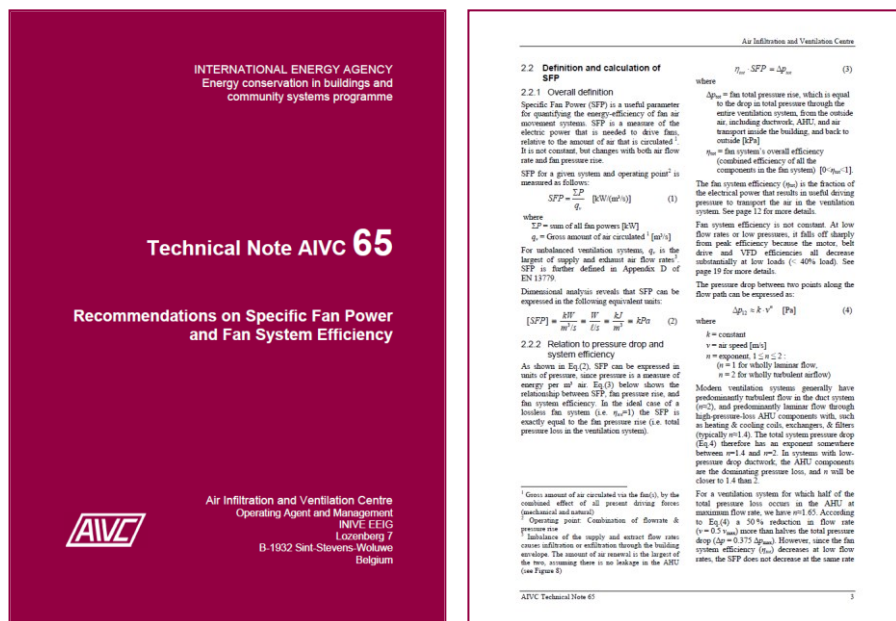 INTERNATIONAL ENERGY AGENCY
Energy conservation in buildings and
community systems programme
Technical Note AIVC 65
Recommendations on Specific Fan Power
and Fan System Efficiency
AIVC
Air Infiltration and Ventilation Centre
Operating Agent and Management
INIVE EEIG
Lozenberg 7
B-1932 Sint-Stevens-Woluwe
Belgium
Air Infiltration and Ventilation Centre
2.2 Definition and calculation of
SFP
2.2.1 Overall definition
Specific Fan Power (SFP) is a useful parameter
for quantifying the energy-efficiency of fan air
movement systems. SFP is a measure of the
electric power that is needed to drive fans,
relative to the amount of air that is circulated ¹.
It is not constant, but changes with both air flow
rate and fan pressure rise.
SFP for a given system and operating point² is
measured as follows:
SFP = ΣP / qᵥ [kW/(m³/s)] (1)
where
ΣP = sum of all fan powers [kW]
qᵥ = Gross amount of air circulated ¹ [m³/s]
For unbalanced ventilation systems, qᵥ is the
largest of supply and exhaust air flow rates³.
SFP is further defined in Appendix D of
EN 13779.
Dimensional analysis reveals that SFP can be
expressed in the following equivalent units:
[SFP] = kW / m³/s = W / l/s = kJ / m³ = kPa (2)
2.2.2 Relation to pressure drop and
system efficiency
As shown in Eq.(2), SFP can be expressed in
units of pressure, since pressure is a measure of
energy per m³ air. Eq.(3) below shows the
relationship between SFP, fan pressure rise, and
fan system efficiency. In the ideal case of a
lossless fan system (i.e. ηtot=1) the SFP is
exactly equal to the fan pressure rise (i.e. total
pressure loss in the ventilation system).
¹ Gross amount of air circulated via the fan(s), by the
combined effect of all present driving forces
(mechanical and natural)
² Operating point: Combination of flowrate &
pressure rise
³ Imbalance of the supply and extract flow rates
causes infiltration or exfiltration through the building
envelope. The amount of air renewal is the largest of
the two, assuming there is no leakage in the AHU
(see Figure 8)
ηtot · SFP = Δptot (3)
where
Δptot = fan total pressure rise, which is equal
to the drop in total pressure through the
entire ventilation system, from the outside
air, including ductwork, AHU, and air
transport inside the building, and back to
outside [kPa]
ηtot = fan system's overall efficiency
(combined efficiency of all the
components in the fan system) [0<ηtot<1].
The fan system efficiency (ηtot) is the fraction of
the electrical power that results in useful driving
pressure to transport the air in the ventilation
system. See page 12 for more details.
Fan system efficiency is not constant. At low
flow rates or low pressures, it falls off sharply
from peak efficiency because the motor, belt
drive and VFD efficiencies all decrease
substantially at low loads (< 40% load). See
page 19 for more details.
The pressure drop between two points along the
flow path can be expressed as:
Δp12 ≈ k · vⁿ [Pa] (4)
where
k = constant
v = air speed [m/s]
n = exponent, 1 ≤ n ≤ 2 :
(n = 1 for wholly laminar flow,
n = 2 for wholly turbulent airflow)
Modern ventilation systems generally have
predominantly turbulent flow in the duct system
(n=2), and predominantly laminar flow through
high-pressure-loss AHU components with, such
as heating & cooling coils, exchangers, & filters
(typically n≈1.4). The total system pressure drop
(Eq.4) therefore has an exponent somewhere
between n=1.4 and n=2. In systems with low-
pressure drop ductwork, the AHU components
are the dominating pressure loss, and n will be
closer to 1.4 than 2.
For a ventilation system for which half of the
total pressure loss occurs in the AHU at
maximum flow rate, we have n≈1.65. According
to Eq.(4) a 50 % reduction in flow rate
(v = 0.5 vmax) more than halves the total pressure
drop (Δp = 0.375 Δpmax). However, since the fan
system efficiency (ηtot) decreases at low flow
rates, the SFP does not decrease at the same rate
AIVC Technical Note 65
3